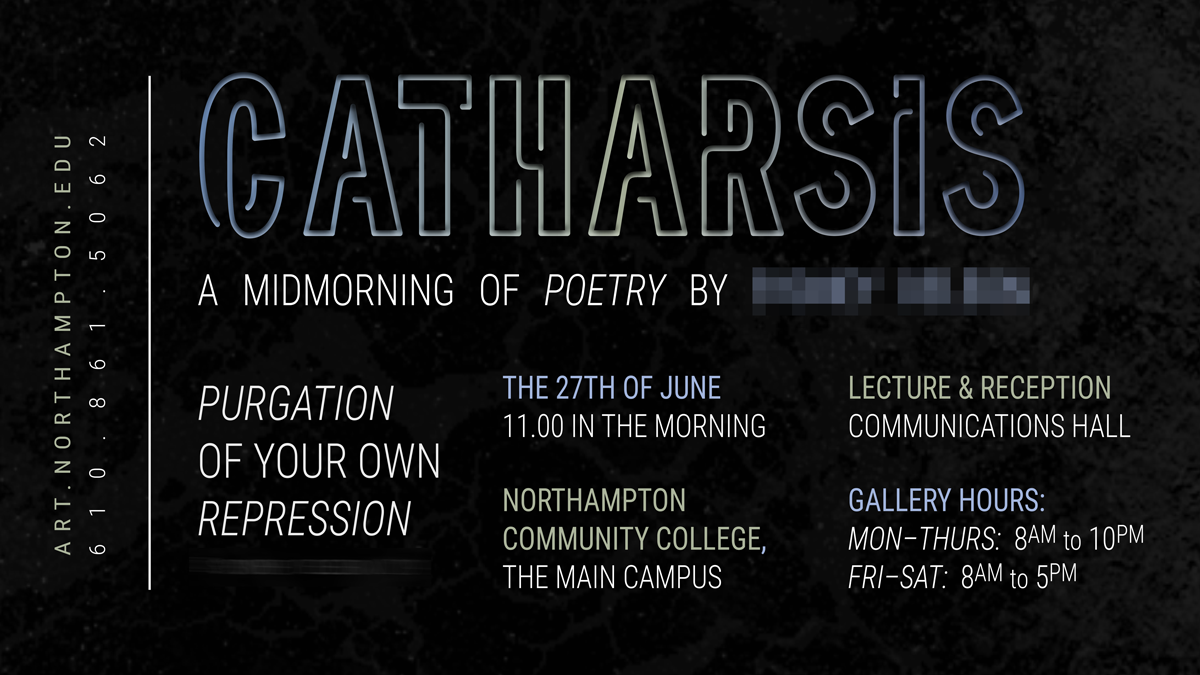 CATHARSIS
A MIDMORNING OF POETRY BY
PURGATION
OF YOUR OWN
REPRESSION
THE 27TH OF JUNE
11.00 IN THE MORNING
NORTHAMPTON
COMMUNITY COLLEGE,
THE MAIN CAMPUS
LECTURE & RECEPTION
COMMUNICATIONS HALL
GALLERY HOURS:
MON–THURS: 8AM to 10PM
FRI–SAT: 8AM to 5PM
ART.NORTHAMPTON.EDU
610.861.5062